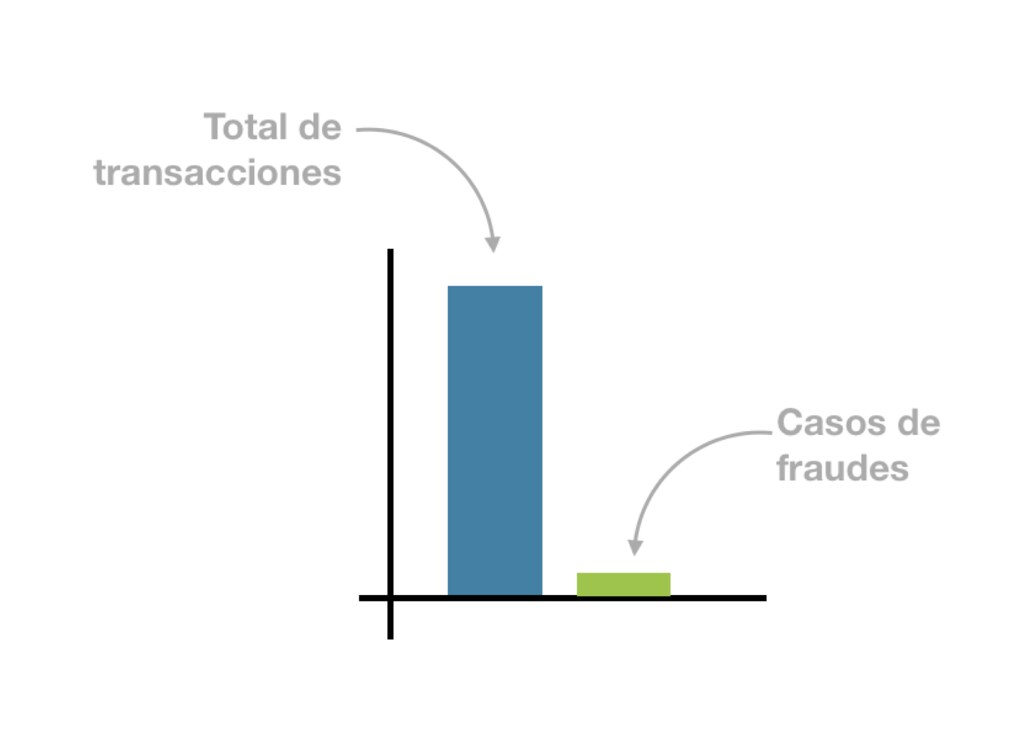 Total de
transacciones
Casos de
fraudes